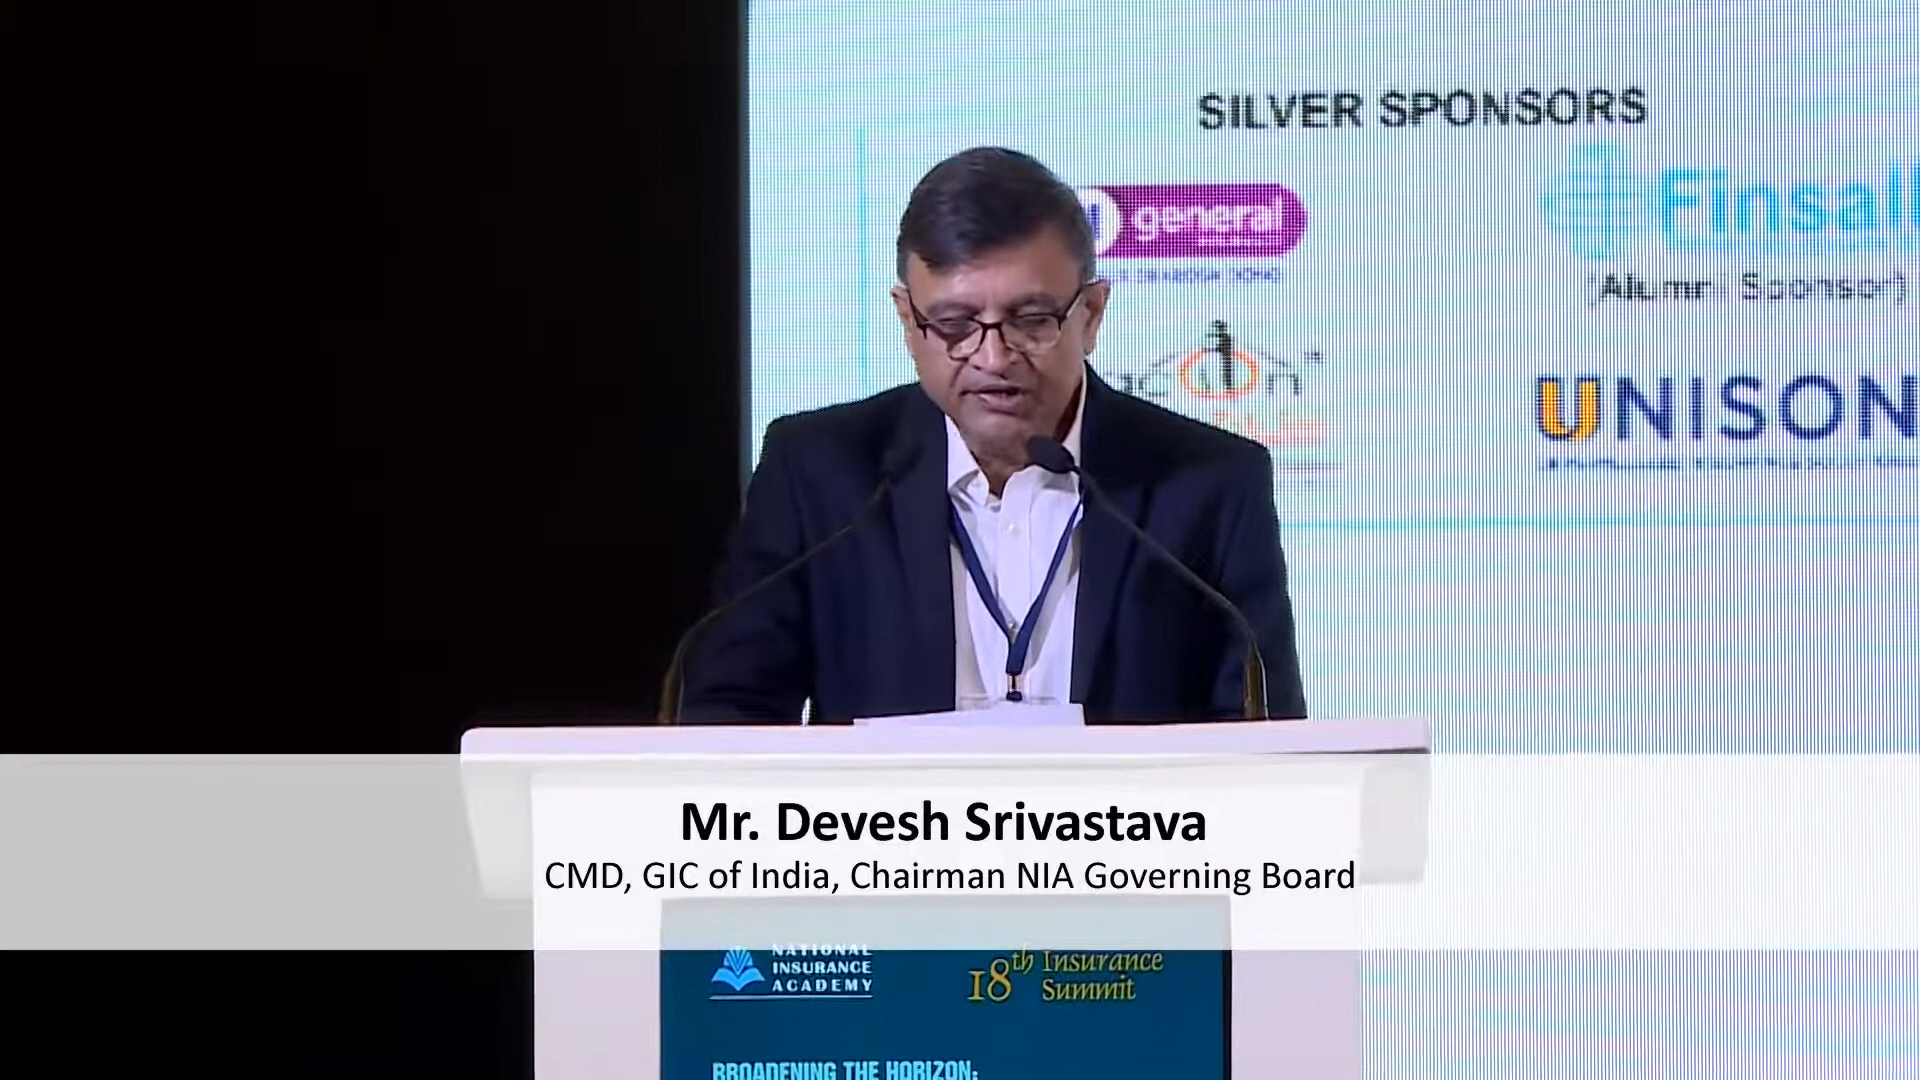 SILVER SPONSORS
general
Finsall
(Alumni Sponsor)
UNISON
Mr. Devesh Srivastava
CMD, GIC of India, Chairman NIA Governing Board
NATIONAL
INSURANCE
ACADEMY
18th Insurance
Summit
BROADENING THE HORIZON: